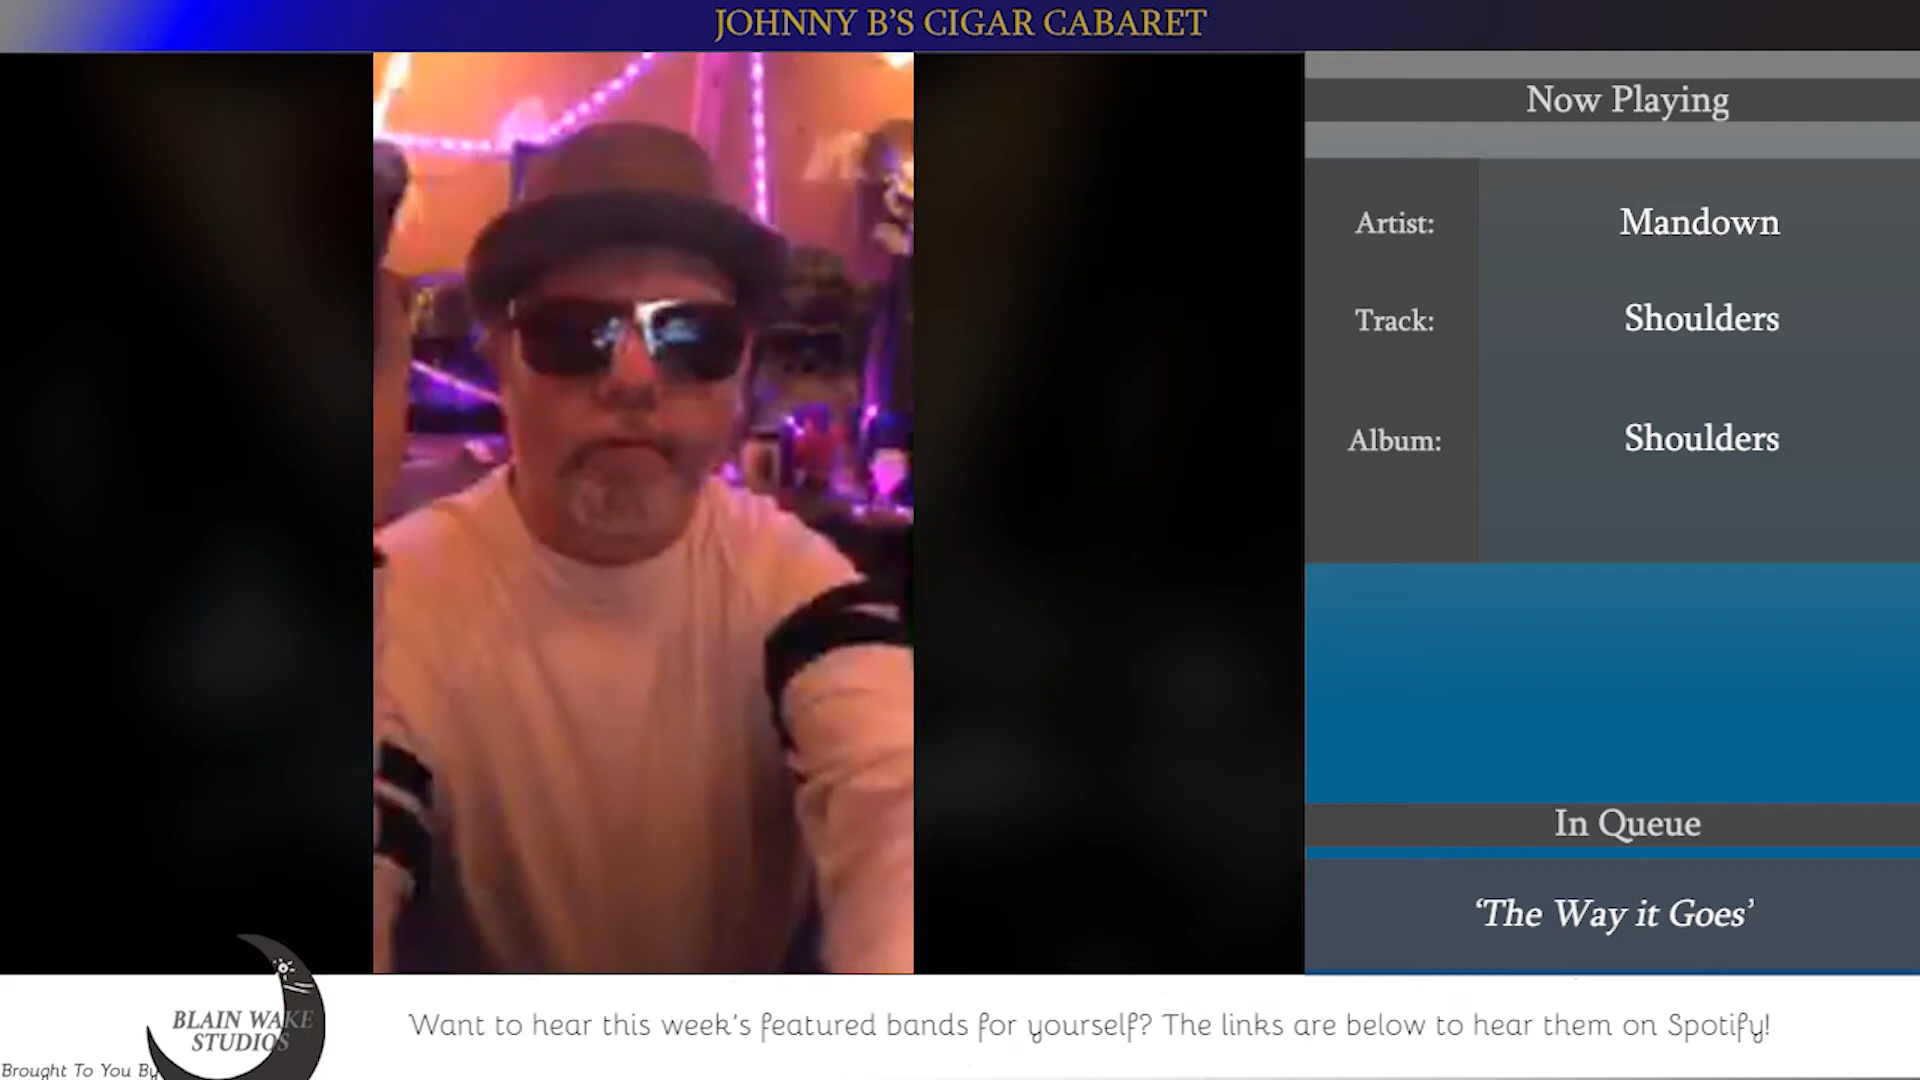 JOHNNY B'S CIGAR CABARET
Now Playing
Artist: Mandown
Track: Shoulders
Album: Shoulders
In Queue
‘The Way it Goes’
BLAIN WAKE
STUDIOS
Want to hear this week's featured bands for yourself? The links are below to hear them on Spotify!
Brought To You By